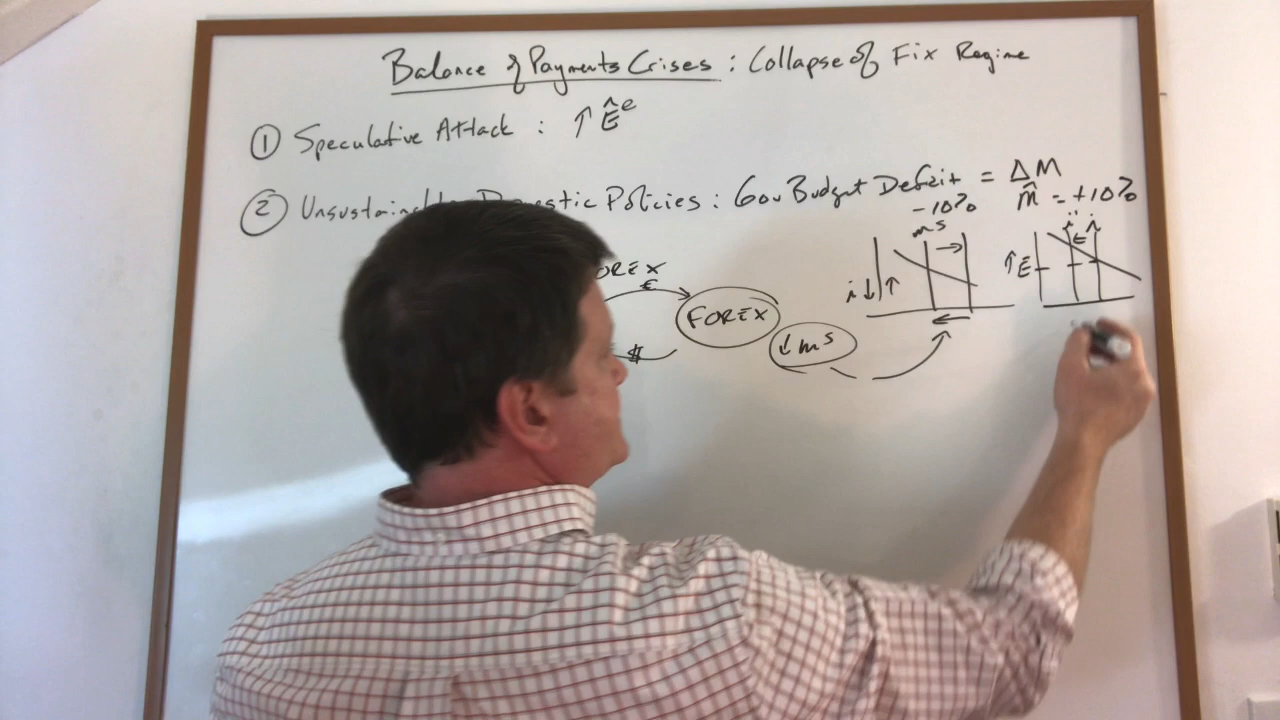 Balance of Payments Crises : Collapse of Fix Regime
① Speculative Attack : ↑ Ê^e
② Unsustainable Domestic Policies : Gov Budget Deficit = ΔM
-10% M̂ = +10%
m^s
i ↓ ↑
↑ E
FOREX
€
FOREX
$
↓ m^s